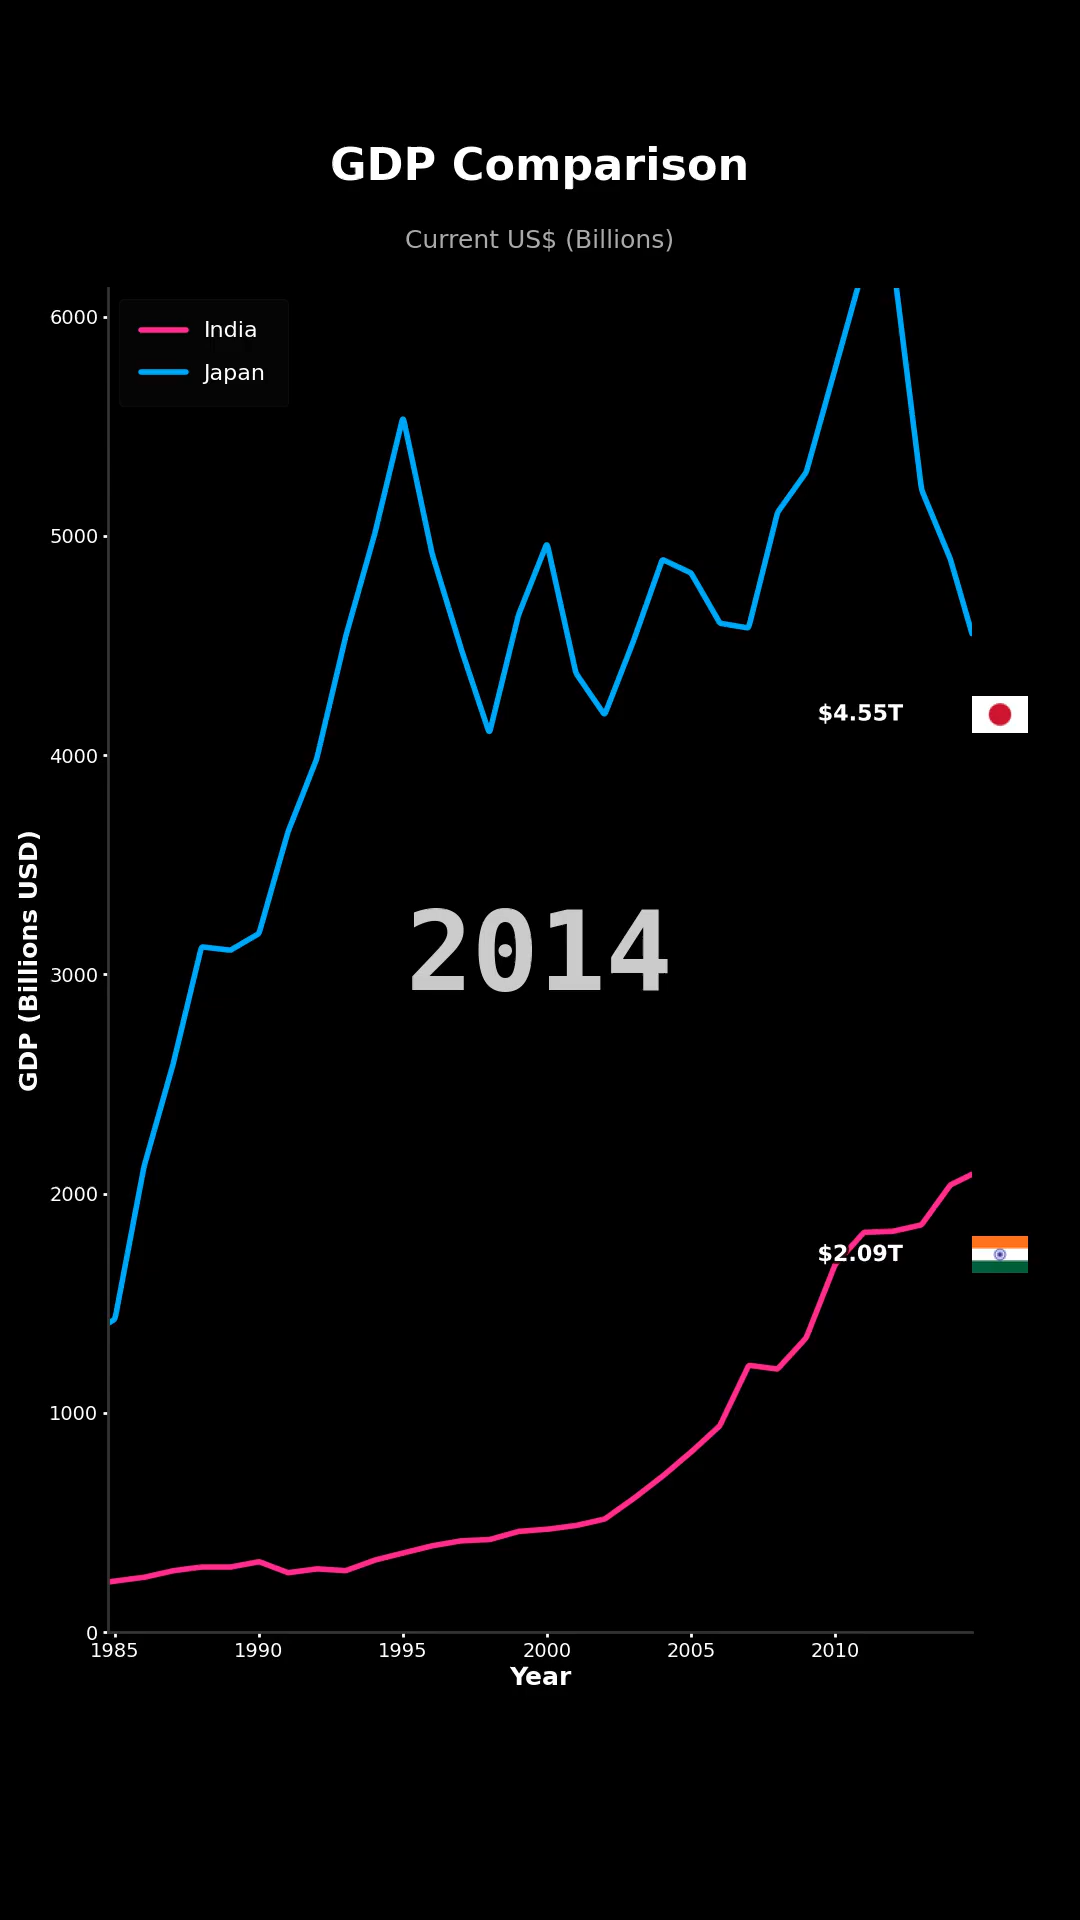 GDP Comparison
Current US$ (Billions)
India
Japan
6000
5000
4000
3000
2000
1000
0
GDP (Billions USD)
$4.55T
2014
$2.09T
1985 1990 1995 2000 2005 2010
Year